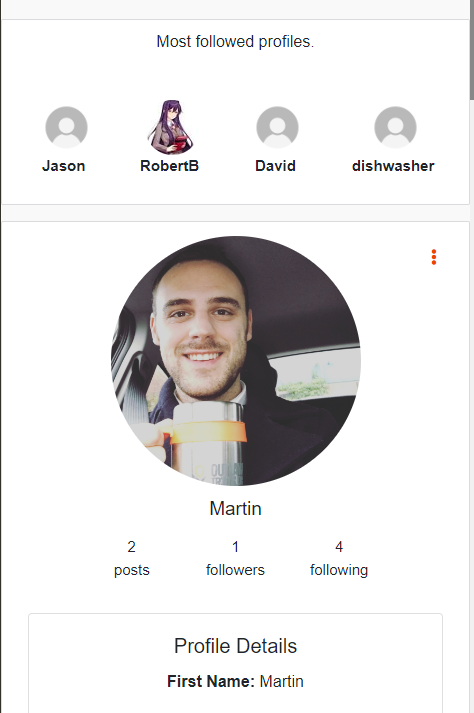 Most followed profiles.
Jason RobertB David dishwasher
Martin
2 1 4
posts followers following
Profile Details
First Name: Martin